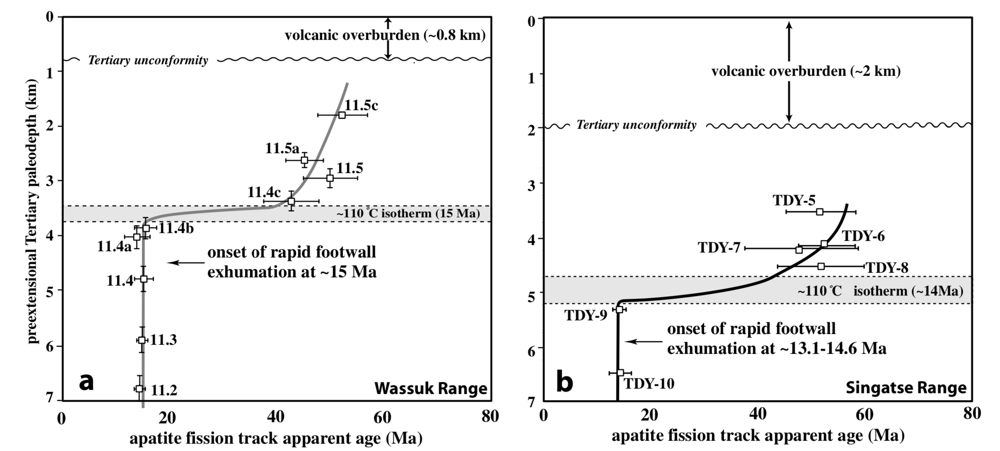 0
1
2
3
4
5
6
7
preextensional Tertiary paleodepth (km)
volcanic overburden (~0.8 km)
Tertiary unconformity
11.5c
11.5a
11.5
11.4c
~110 ℃ isotherm (15 Ma)
11.4b
11.4a
onset of rapid footwall
exhumation at ~15 Ma
11.4
11.3
11.2
a
Wassuk Range
0
20
40
60
80
apatite fission track apparent age (Ma)
0
1
2
3
4
5
6
7
volcanic overburden (~2 km)
Tertiary unconformity
TDY-5
TDY-6
TDY-7
TDY-8
~110 ℃ isotherm (~14Ma)
TDY-9
onset of rapid footwall
exhumation at ~13.1-14.6 Ma
TDY-10
b
Singatse Range
0
20
40
60
80
apatite fission track apparent age (Ma)